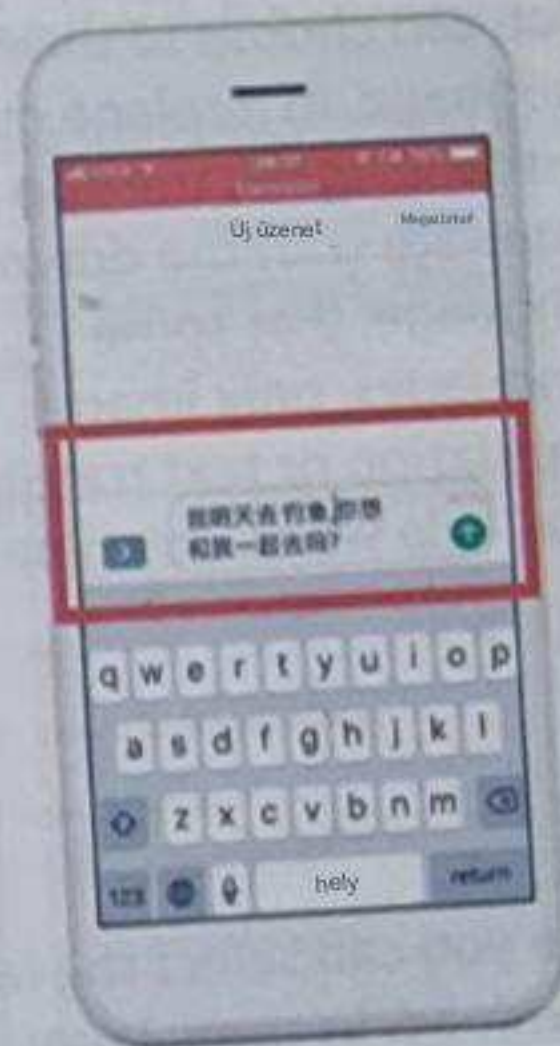 Új üzenet
我明天去钓鱼,你想
和我一起去吗?
q w e r t y u i o p
a s d f g h j k l
z x c v b n m
123 hely return